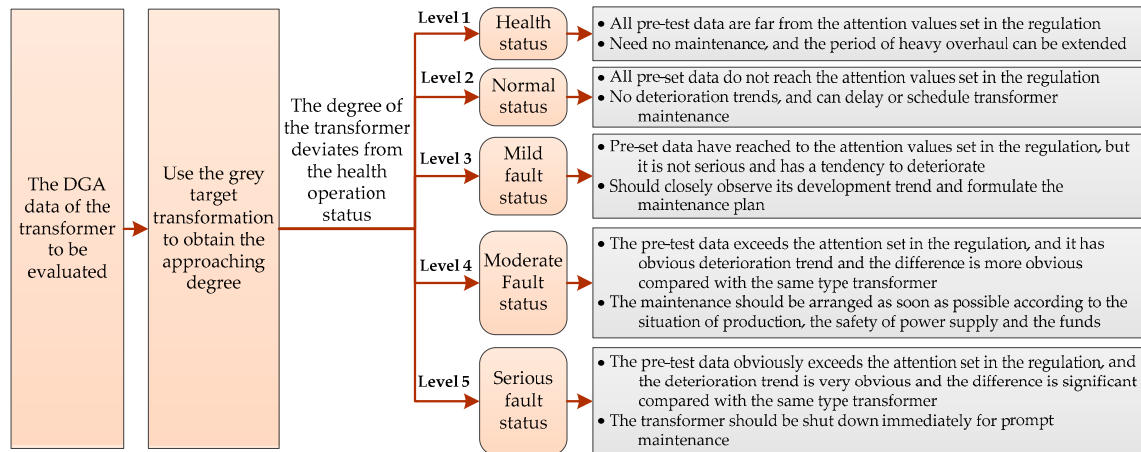 The DGA
data of the
transformer
to be
evaluated
Use the grey
target
transformation
to obtain the
approaching
degree
The degree of
the transformer
deviates from
the health
operation
status
Level 1
Health
status
• All pre-test data are far from the attention values set in the regulation
• Need no maintenance, and the period of heavy overhaul can be extended
Level 2
Normal
status
• All pre-set data do not reach the attention values set in the regulation
• No deterioration trends, and can delay or schedule transformer
maintenance
Level 3
Mild
fault
status
• Pre-set data have reached to the attention values set in the regulation, but
it is not serious and has a tendency to deteriorate
• Should closely observe its development trend and formulate the
maintenance plan
Level 4
Moderate
Fault
status
• The pre-test data exceeds the attention set in the regulation, and it has
obvious deterioration trend and the difference is more obvious
compared with the same type transformer
• The maintenance should be arranged as soon as possible according to the
situation of production, the safety of power supply and the funds
Level 5
Serious
fault
status
• The pre-test data obviously exceeds the attention set in the regulation, and
the deterioration trend is very obvious and the difference is significant
compared with the same type transformer
• The transformer should be shut down immediately for prompt
maintenance